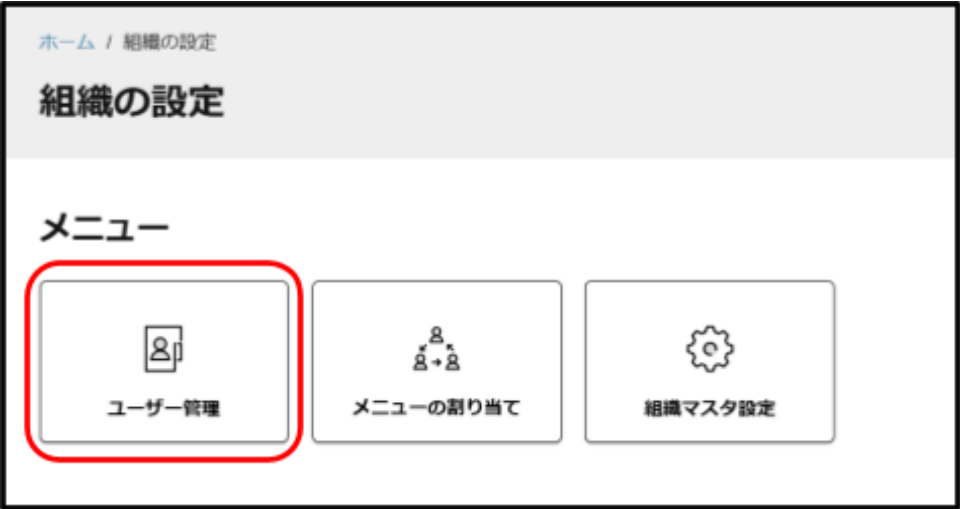 ホーム / 組織の設定
組織の設定
メニュー
ユーザー管理
メニューの割り当て
組織マスタ設定